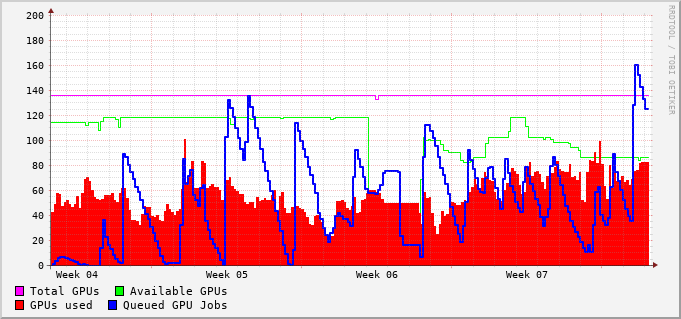 200
180
160
140
120
100
80
60
40
20
0
Week 04 Week 05 Week 06 Week 07
Total GPUs Available GPUs
GPUs used Queued GPU Jobs
RRDTOOL / TOBI OETIKER